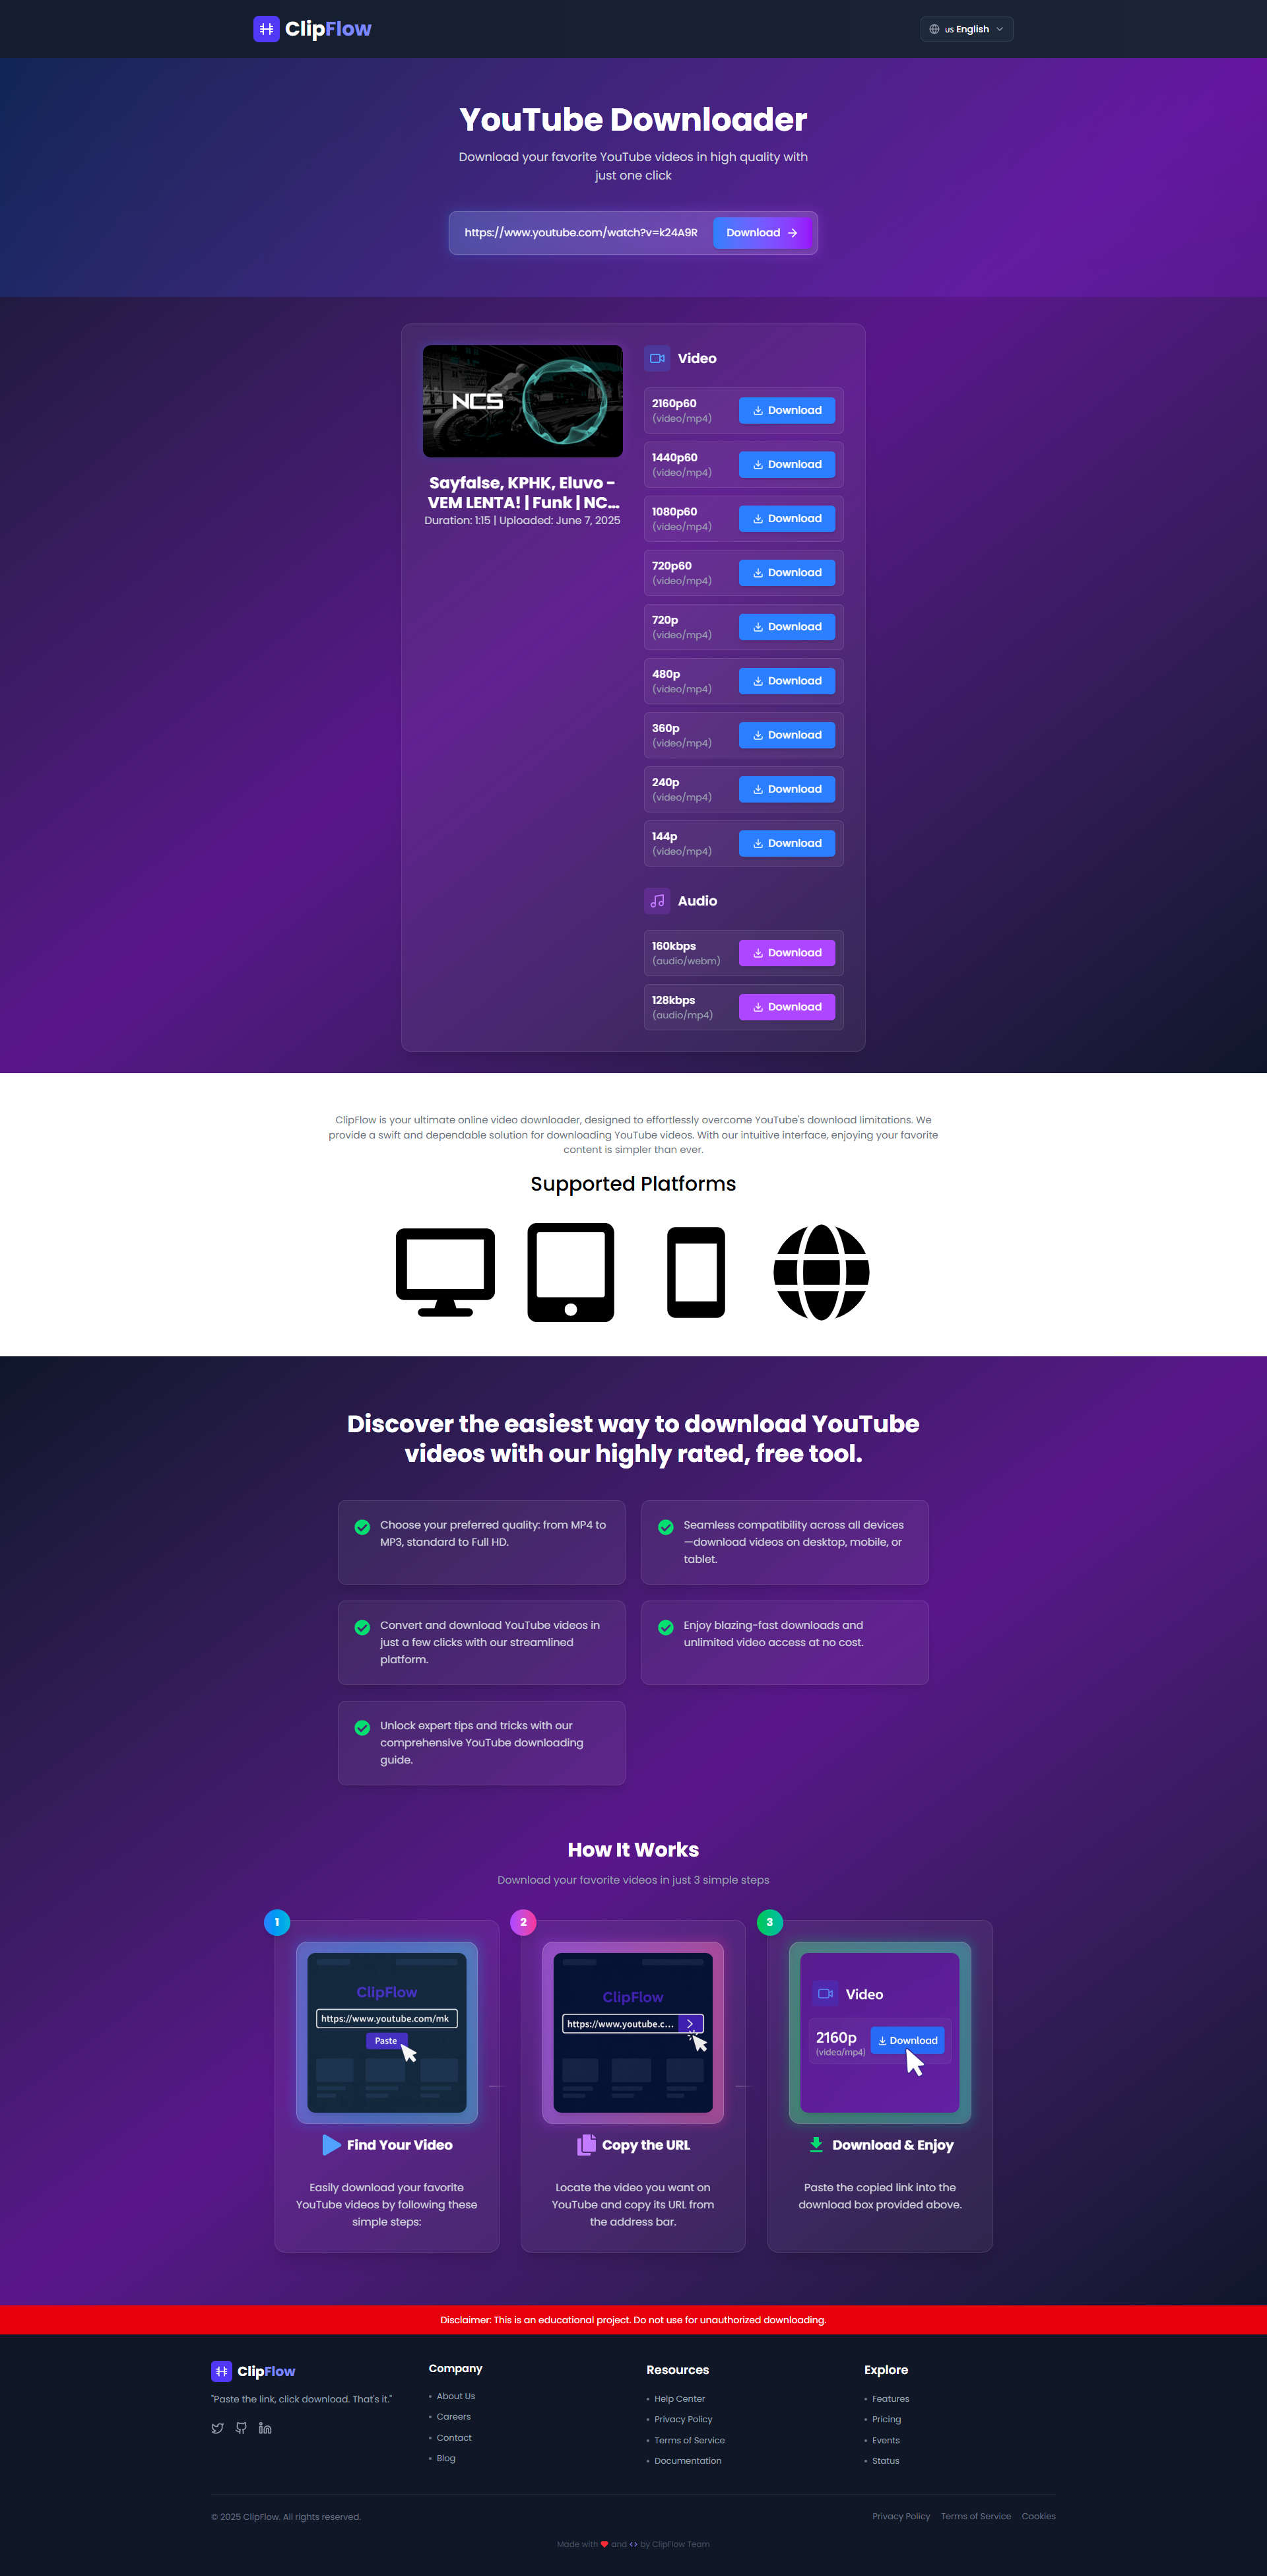 ClipFlow
US English
YouTube Downloader
Download your favorite YouTube videos in high quality with
just one click
https://www.youtube.com/watch?v=k24A9R
Download
NCS
Sayfalse, KPHK, Eluvo -
VEM LENTA! | Funk | NC...
Duration: 1:15 | Uploaded: June 7, 2025
Video
2160p60
(video/mp4)
Download
1440p60
(video/mp4)
Download
1080p60
(video/mp4)
Download
720p60
(video/mp4)
Download
720p
(video/mp4)
Download
480p
(video/mp4)
Download
360p
(video/mp4)
Download
240p
(video/mp4)
Download
144p
(video/mp4)
Download
Audio
160kbps
(audio/webm)
Download
128kbps
(audio/mp4)
Download
ClipFlow is your ultimate online video downloader, designed to effortlessly overcome YouTube's download limitations. We
provide a swift and dependable solution for downloading YouTube videos. With our intuitive interface, enjoying your favorite
content is simpler than ever.
Supported Platforms
Discover the easiest way to download YouTube
videos with our highly rated, free tool.
Choose your preferred quality: from MP4 to
MP3, standard to Full HD.
Seamless compatibility across all devices
—download videos on desktop, mobile, or
tablet.
Convert and download YouTube videos in
just a few clicks with our streamlined
platform.
Enjoy blazing-fast downloads and
unlimited video access at no cost.
Unlock expert tips and tricks with our
comprehensive YouTube downloading
guide.
How It Works
Download your favorite videos in just 3 simple steps
1
ClipFlow
https://www.youtube.com/mk
Paste
Find Your Video
Easily download your favorite
YouTube videos by following these
simple steps:
2
ClipFlow
https://www.youtube.c...
Copy the URL
Locate the video you want on
YouTube and copy its URL from
the address bar.
3
Video
2160p
(video/mp4)
Download
Download & Enjoy
Paste the copied link into the
download box provided above.
Disclaimer: This is an educational project. Do not use for unauthorized downloading.
ClipFlow
"Paste the link, click download. That's it."
Company
About Us
Careers
Contact
Blog
Resources
Help Center
Privacy Policy
Terms of Service
Documentation
Explore
Features
Pricing
Events
Status
© 2025 ClipFlow. All rights reserved.
Privacy Policy Terms of Service Cookies
Made with ❤ and <> by ClipFlow Team